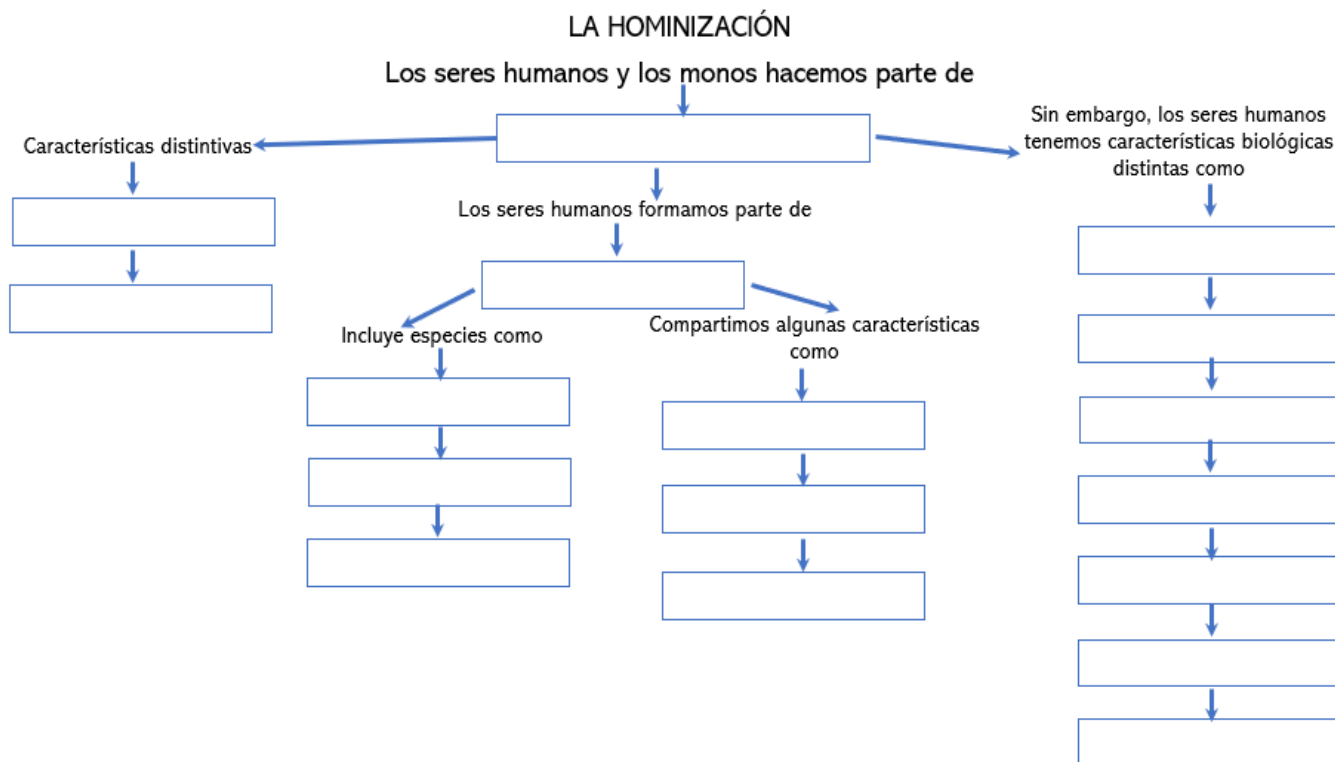 LA HOMINIZACIÓN
Los seres humanos y los monos hacemos parte de
Características distintivas
Sin embargo, los seres humanos
tenemos características biológicas
distintas como
Los seres humanos formamos parte de
Incluye especies como
Compartimos algunas características
como